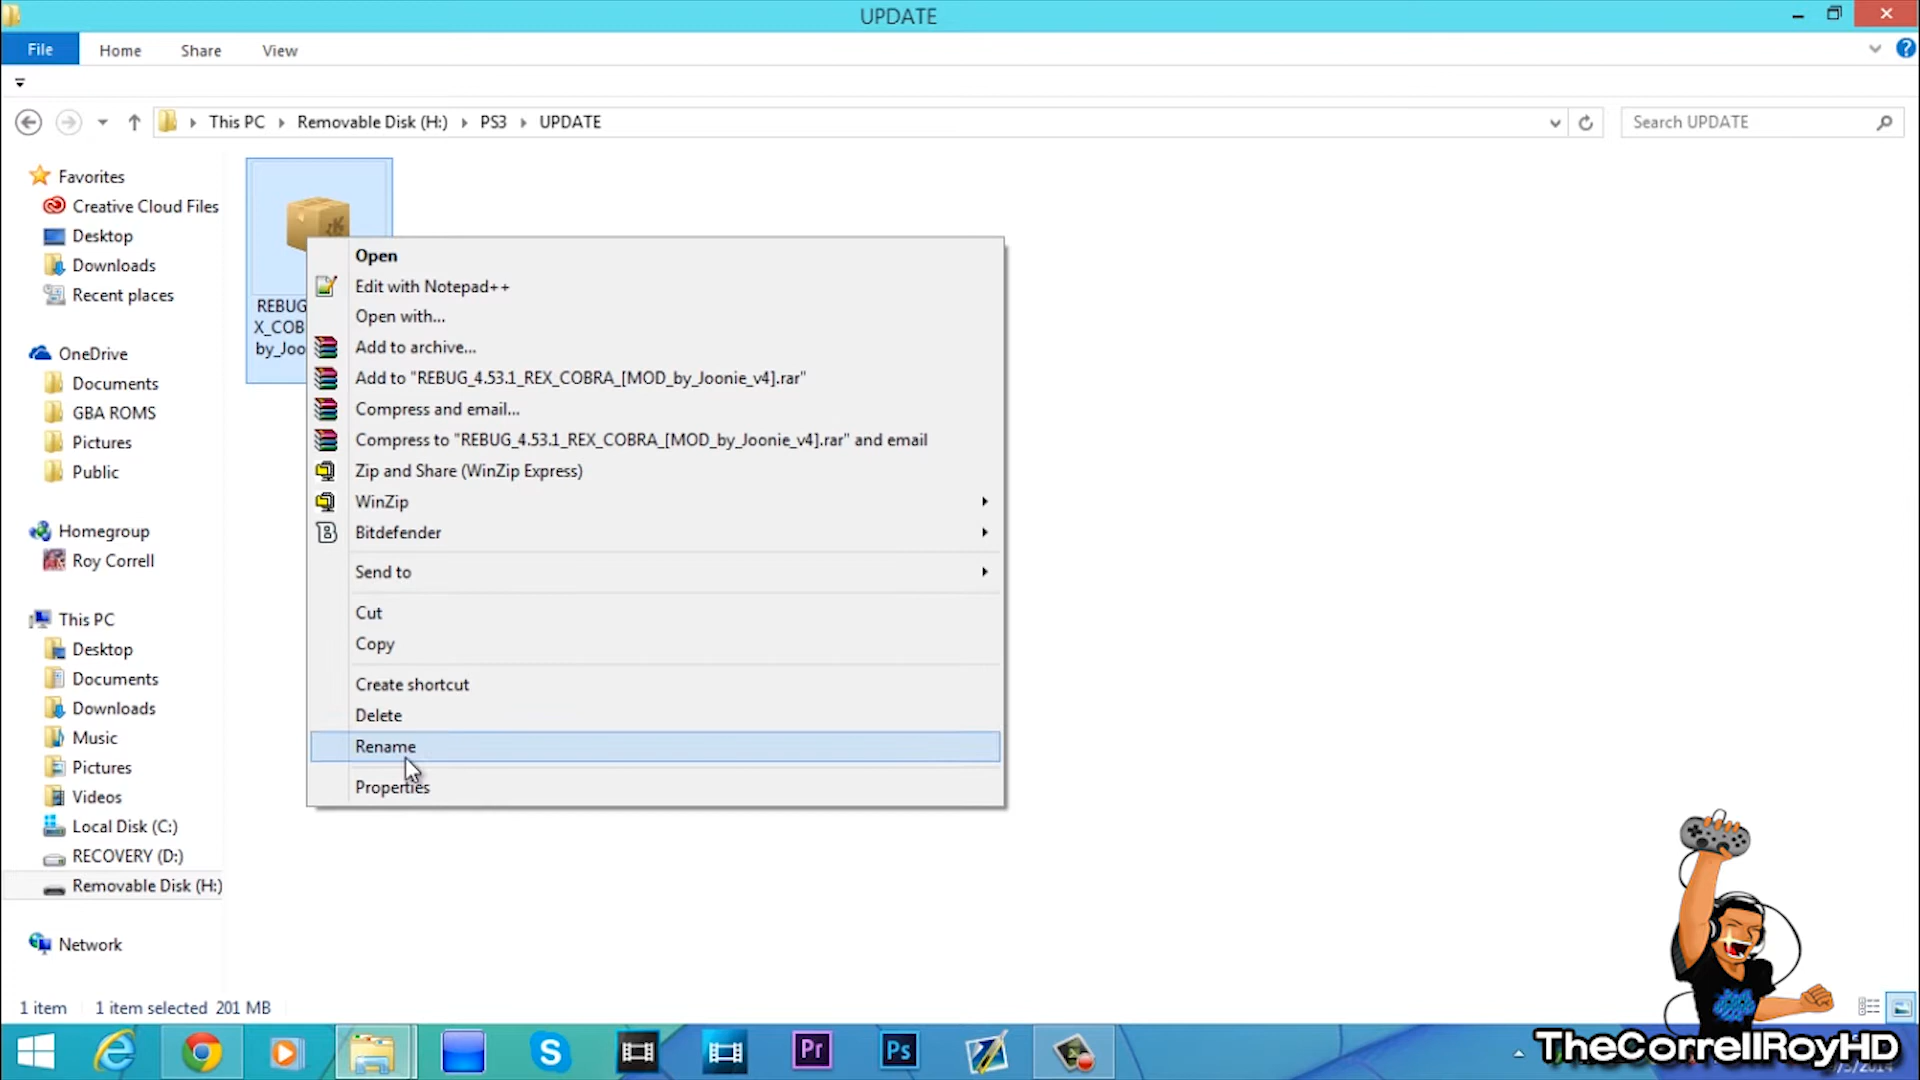 UPDATE
File
Home
Share
View
This PC
Removable Disk (H:)
PS3
UPDATE
Search UPDATE
Favorites
Creative Cloud Files
Desktop
Downloads
Recent places
OneDrive
Documents
GBA ROMS
Pictures
Public
Homegroup
Roy Correll
This PC
Desktop
Documents
Downloads
Music
Pictures
Videos
Local Disk (C:)
RECOVERY (D:)
Removable Disk (H:)
Network
REBUG
X_COB
by_Joo
Open
Edit with Notepad++
Open with...
Add to archive...
Add to "REBUG_4.53.1_REX_COBRA_[MOD_by_Joonie_v4].rar"
Compress and email...
Compress to "REBUG_4.53.1_REX_COBRA_[MOD_by_Joonie_v4].rar" and email
Zip and Share (WinZip Express)
WinZip
Bitdefender
Send to
Cut
Copy
Create shortcut
Delete
Rename
Properties
1 item
1 item selected 201 MB
S
Pr
Ps
TheCorrellRoyHD